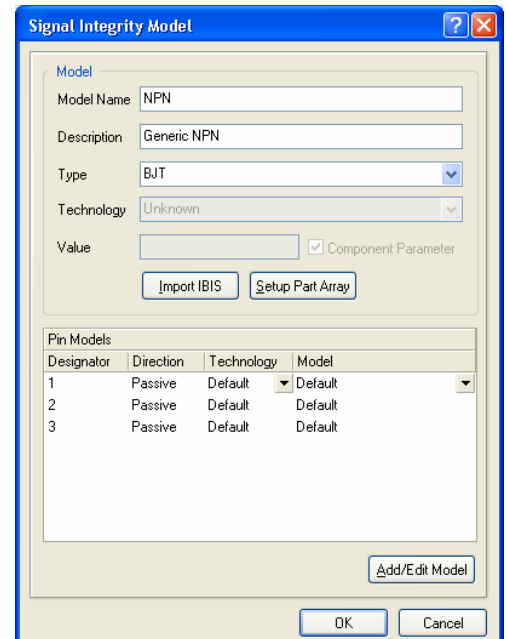 Signal Integrity Model
Model
Model Name NPN
Description Generic NPN
Type BJT
Technology Unknown
Value Component Parameter
Import IBIS Setup Part Array
Pin Models
Designator Direction Technology Model
1 Passive Default Default
2 Passive Default Default
3 Passive Default Default
Add/Edit Model
OK Cancel